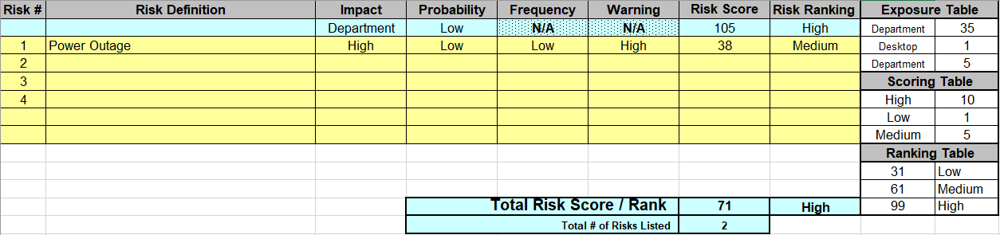 Risk # Risk Definition Impact Probability Frequency Warning Risk Score Risk Ranking Exposure Table
Department Low N/A N/A 105 High Department 35
1 Power Outage High Low Low High 38 Medium Desktop 1
2 Department 5
3 Scoring Table
4 High 10
Low 1
Medium 5
Ranking Table
31 Low
61 Medium
Total Risk Score / Rank 71 High 99 High
Total # of Risks Listed 2